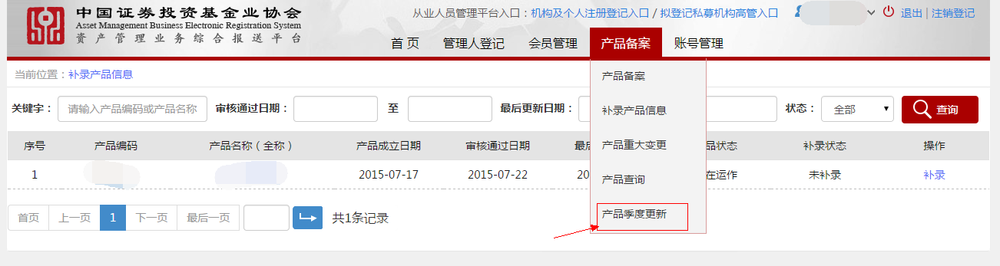 中国证券投资基金业协会
Asset Management Business Electronic Registration System
资产管理业务综合报送平台
从业人员管理平台入口：机构及个人注册登记入口 / 拟登记私募机构高管入口
退出 | 注销登记
首 页 管理人登记 会员管理 产品备案 账号管理
当前位置：补录产品信息
关键字： 请输入产品编码或产品名称 审核通过日期： 至 最后更新日期： 状态： 全部 查询
序号 产品编码 产品名称（全称） 产品成立日期 审核通过日期 最后 品状态 补录状态 操作
1 2015-07-17 2015-07-22 20 在运作 未补录 补录
产品备案
补录产品信息
产品重大变更
产品查询
产品季度更新
首页 上一页 1 下一页 最后一页 共1条记录